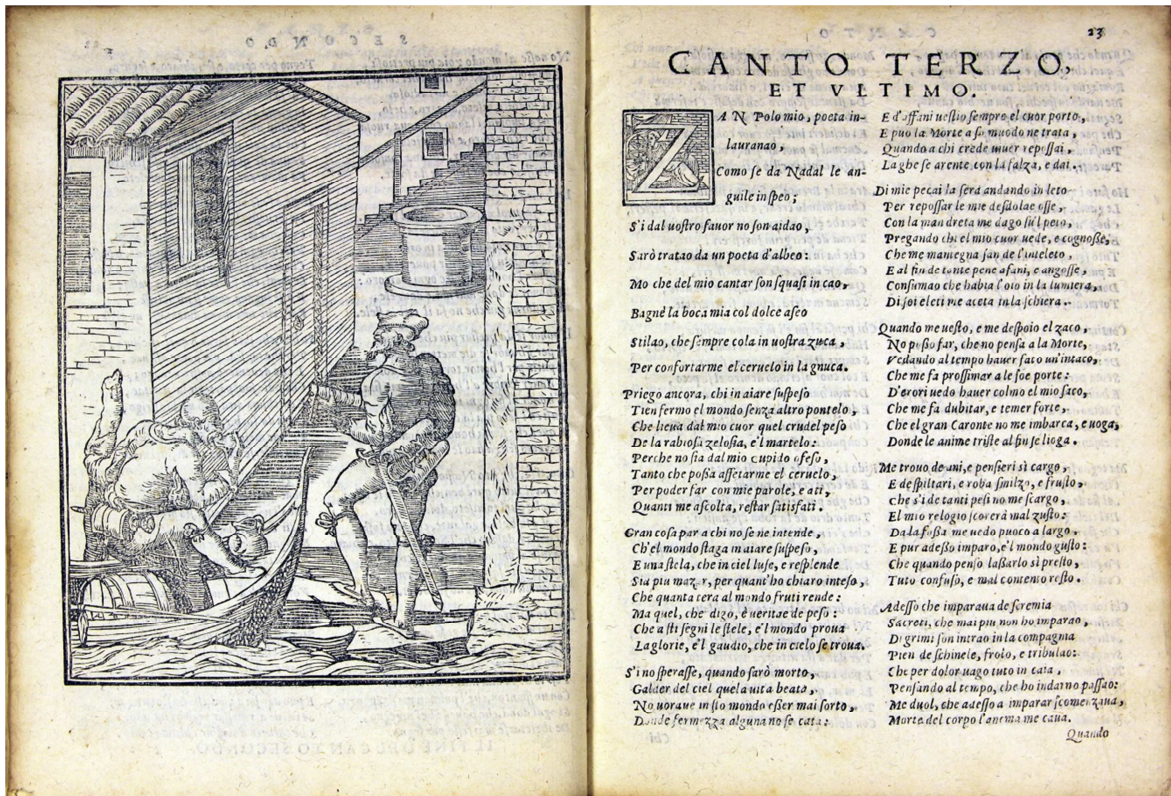 23
CANTO TERZO,
ET VLTIMO.
ZAN Polo mio, poeta in-
lauranao,
Como se da Nadal le an-
guile in speo;
S'i dal uostro fauor no son aidao,
Sarò tratao da un poeta d'albeo:
Mo che del mio cantar son squasi in cao,
Bagnè la boca mia col dolce aseo
Stilao, che sempre cola in uostra zuca,
Per confortarme el ceruelo in la gnuca.
Priego ancora, chi in aiare suspeso
Tien fermo el mondo senza altro pontelo,
Che lieua dal mio cuor quel crudel peso
De la rabiosa zelosia, e'l martelo:
Perche no sia dal mio cupido ofeso,
Tanto che possa assetarme el ceruelo,
Per poder far con mie parole, e ati,
Quanti me ascolta, restar satisfati.
Gran cosa par a chi no se ne intende,
Ch'el mondo staga in aiare suspeso,
E una stela, che in ciel luse, e resplende
Sia piu mazor, per quant'ho chiaro inteso,
Che quanta tera al mondo fruti rende:
Ma quel, che digo, è uerit de peso:
Che a sti segni le stele, e'l mondo proua
La glorie, e'l gaudio, che in cielo se troua.
S'i no sperasse, quando sarò morto,
Galder del ciel quela uita beata,
No uoraue in sto mondo esser mai sorto,
Donde fermezza alguna no se cata:
E d'affani uestio sempre el cuor porto,
E può la Morte a so muodo ne trata,
Quando a chi crede uiuer repossai,
La ghe se arente con la falza, e dai.
Di mie pecai la sera andando in leto
Per repossar le mie desdolae osse,
Con la man dreta me dago su'l peto,
Pregando chi el mio cuor uede, e cognosse,
Che me mantegna san de l'inteleto,
E al fin de tante pene afani, e angosse,
Consumao che habia l'oio in la lumiera,
Di soi eleti me aceta in la schiera.
Quando me uesto, e me despoio el zaco,
No posso far, che no pensa a la Morte,
Vedando al tempo hauer fato un'intaco,
Che me fa prossimar a le soe porte:
D'erori uedo hauer colmo el mio saco,
Che me fa dubitar, e temer forte,
Che el gran Caronte no me imbarca, e uoga,
Donde le anime triste al fin se lioga.
Me trouo de ani, e pensieri sì cargo,
E despiltari, e roba smilzo, e frusto,
Che s'i de tanti pesi no me scargo,
El mio relogio scorerà mal zusto:
Da la fossa me uedo puoco a largo,
E pur adesso imparo, e'l mondo gusto:
Che quando penso lassarlo sì presto,
Tuto confuso, e mal contento resto.
Adesso che imparaua de scremia
Sacreti, che mai piu non ho imparao,
Di grimi son intrao in la compagnia
Pien de schinele, frolo, e tribulao:
Che per dolor uago tuto in cata,
Pensando al tempo, che ho indarno passao:
Me duol, che adesso a imparar scomenzaua,
Morte del corpo l'anema me caua.
Quando